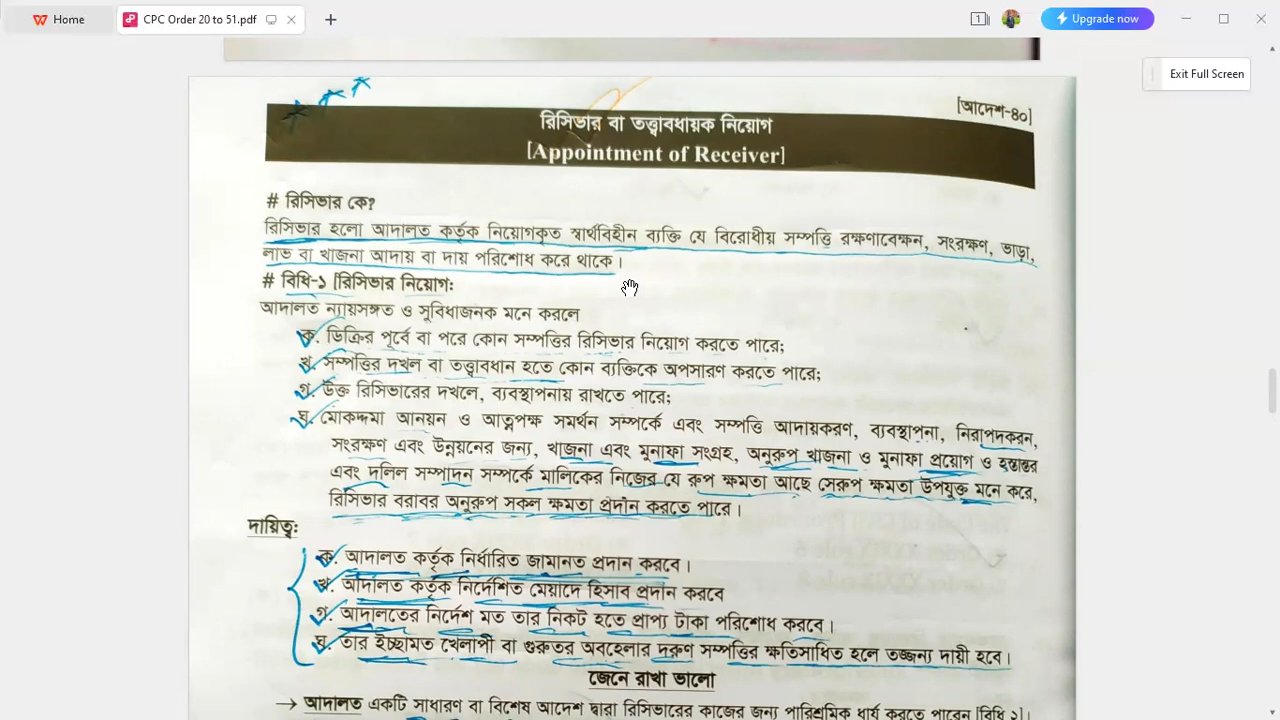 Home
CPC Order 20 to 51.pdf
1
Upgrade now
Exit Full Screen
[আদেশ-৪০]
রিসিভার বা তত্ত্বাবধায়ক নিয়োগ
[Appointment of Receiver]
# রিসিভার কে?
রিসিভার হলো আদালত কর্তৃক নিয়োগকৃত স্বার্থবিহীন ব্যক্তি যে বিরোধীয় সম্পত্তি রক্ষণাবেক্ষন, সংরক্ষণ, ভাড়া,
লাভ বা খাজনা আদায় বা দায় পরিশোধ করে থাকে।
# বিধি-১ [রিসিভার নিয়োগ:
আদালত ন্যায়সঙ্গত ও সুবিধাজনক মনে করলে
ক. ডিক্রির পূর্বে বা পরে কোন সম্পত্তির রিসিভার নিয়োগ করতে পারে;
খ. সম্পত্তির দখল বা তত্ত্বাবধান হতে কোন ব্যক্তিকে অপসারণ করতে পারে;
গ. উক্ত রিসিভারের দখলে, ব্যবস্থাপনায় রাখতে পারে;
ঘ. মোকদ্দমা আনয়ন ও আত্নপক্ষ সমর্থন সম্পর্কে এবং সম্পত্তি আদায়করণ, ব্যবস্থাপনা, নিরাপদকরন,
সংরক্ষণ এবং উন্নয়নের জন্য, খাজনা এবং মুনাফা সংগ্রহ, অনুরুপ খাজনা ও মুনাফা প্রয়োগ ও হস্তান্তর
এবং দলিল সম্পাদন সম্পর্কে মালিকের নিজের যে রুপ ক্ষমতা আছে সেরুপ ক্ষমতা উপযুক্ত মনে করে,
রিসিভার বরাবর অনুরুপ সকল ক্ষমতা প্রদান করতে পারে।
দায়িত্ব:
ক. আদালত কর্তৃক নির্ধারিত জামানত প্রদান করবে।
খ. আদালত কর্তৃক নির্দেশিত মেয়াদে হিসাব প্রদান করবে
গ. আদালতের নির্দেশ মত তার নিকট হতে প্রাপ্য টাকা পরিশোধ করবে।
ঘ. তার ইচ্ছামত খেলাপী বা গুরুতর অবহেলার দরুণ সম্পত্তির ক্ষতিসাধিত হলে তজ্জন্য দায়ী হবে।
জেনে রাখা ভালো
→ আদালত একটি সাধারণ বা বিশেষ আদেশ দ্বারা রিসিভারের কাজের জন্য পারিশ্রমিক ধার্য করতে পারেন [বিধি ২]।